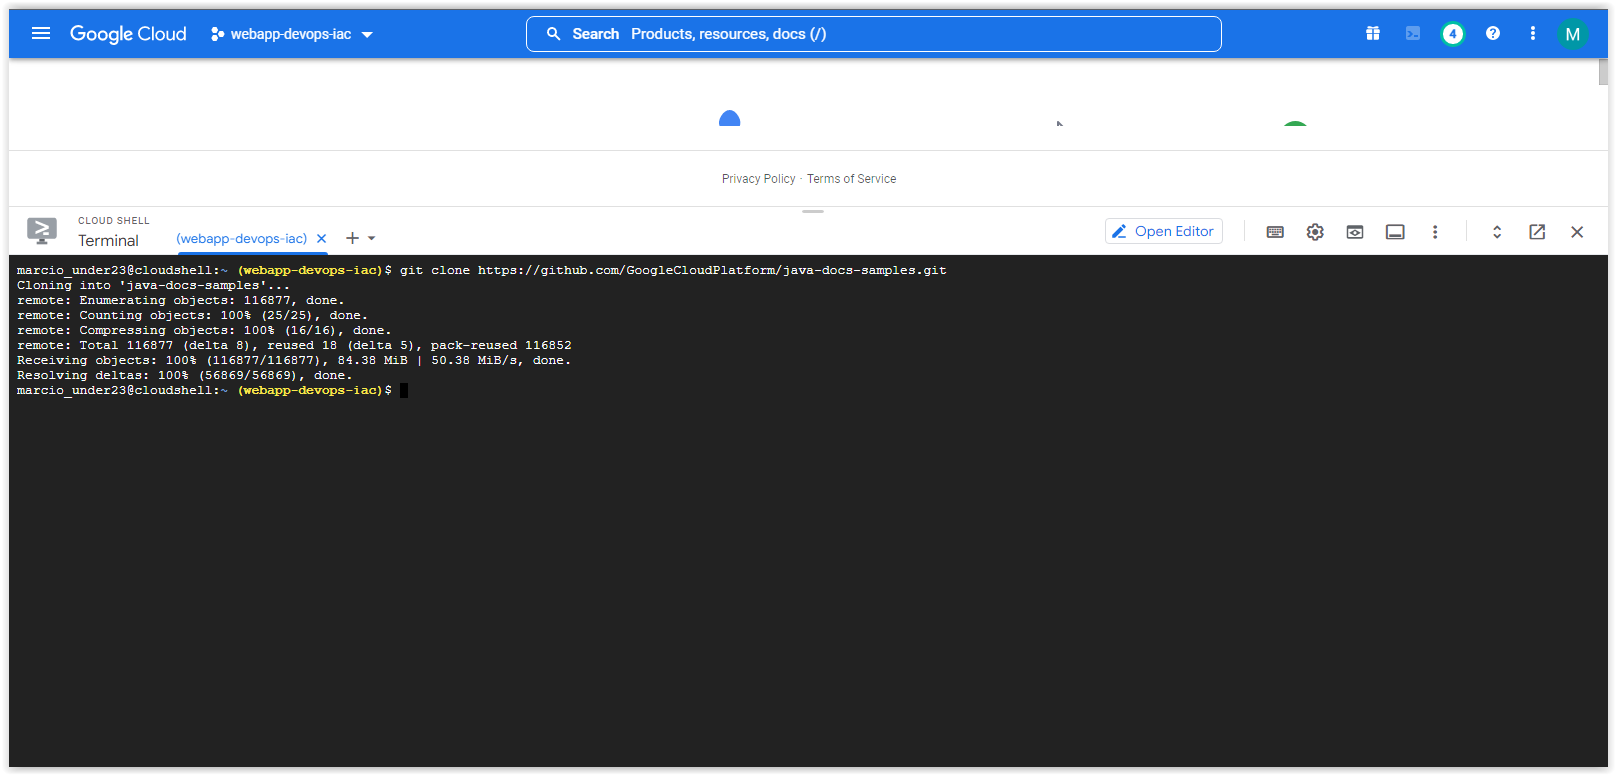 Google Cloud webapp-devops-iac Search Products, resources, docs (/) 4 M
Privacy Policy · Terms of Service
CLOUD SHELL
Terminal (webapp-devops-iac) Open Editor
marcio_under23@cloudshell:~ (webapp-devops-iac)$ git clone https://github.com/GoogleCloudPlatform/java-docs-samples.git
Cloning into 'java-docs-samples'...
remote: Enumerating objects: 116877, done.
remote: Counting objects: 100% (25/25), done.
remote: Compressing objects: 100% (16/16), done.
remote: Total 116877 (delta 8), reused 18 (delta 5), pack-reused 116852
Receiving objects: 100% (116877/116877), 84.38 MiB | 50.38 MiB/s, done.
Resolving deltas: 100% (56869/56869), done.
marcio_under23@cloudshell:~ (webapp-devops-iac)$